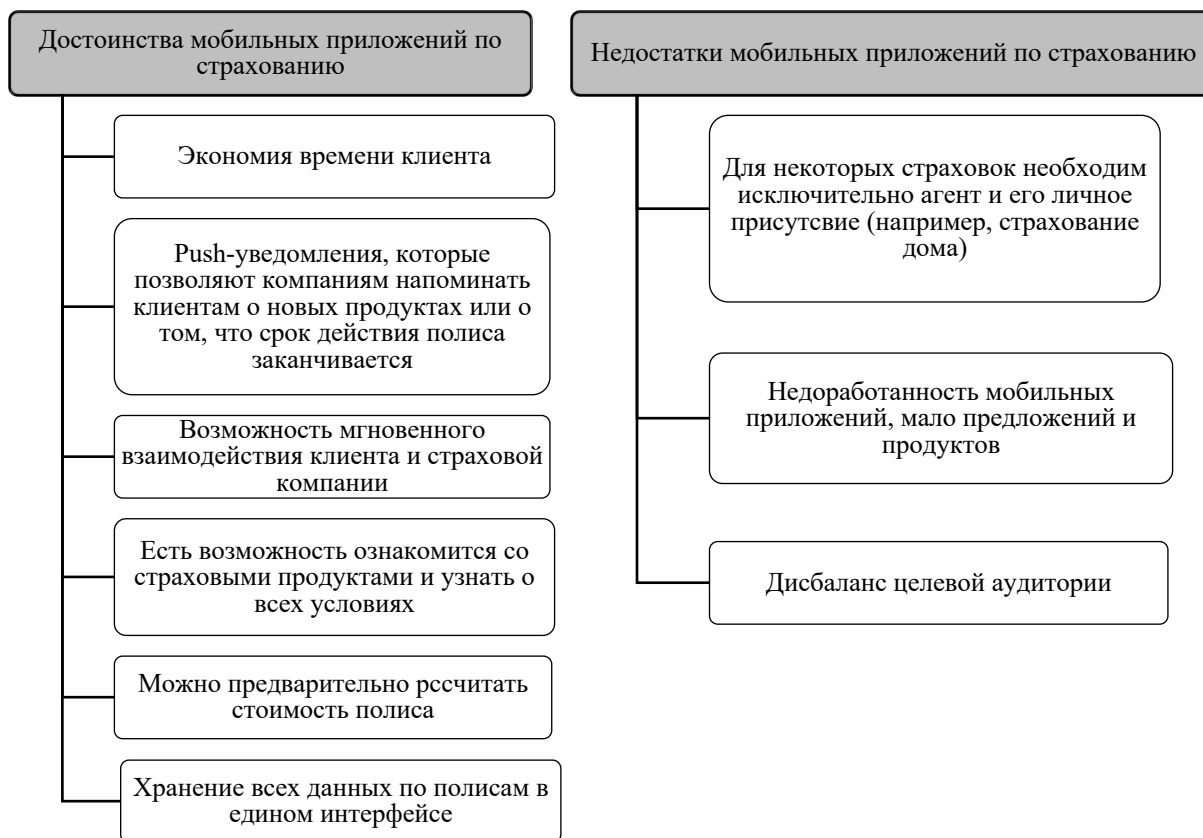 Достоинства мобильных приложений по
страхованию
Экономия времени клиента
Push-уведомления, которые
позволяют компаниям напоминать
клиентам о новых продуктах или о
том, что срок действия полиса
заканчивается
Возможность мгновенного
взаимодействия клиента и страховой
компании
Есть возможность ознакомится со
страховыми продуктами и узнать о
всех условиях
Можно предварительно рссчитать
стоимость полиса
Хранение всех данных по полисам в
едином интерфейсе
Недостатки мобильных приложений по страхованию
Для некоторых страховок необходим
исключительно агент и его личное
присутсвие (например, страхование
дома)
Недоработанность мобильных
приложений, мало предложений и
продуктов
Дисбаланс целевой аудитории